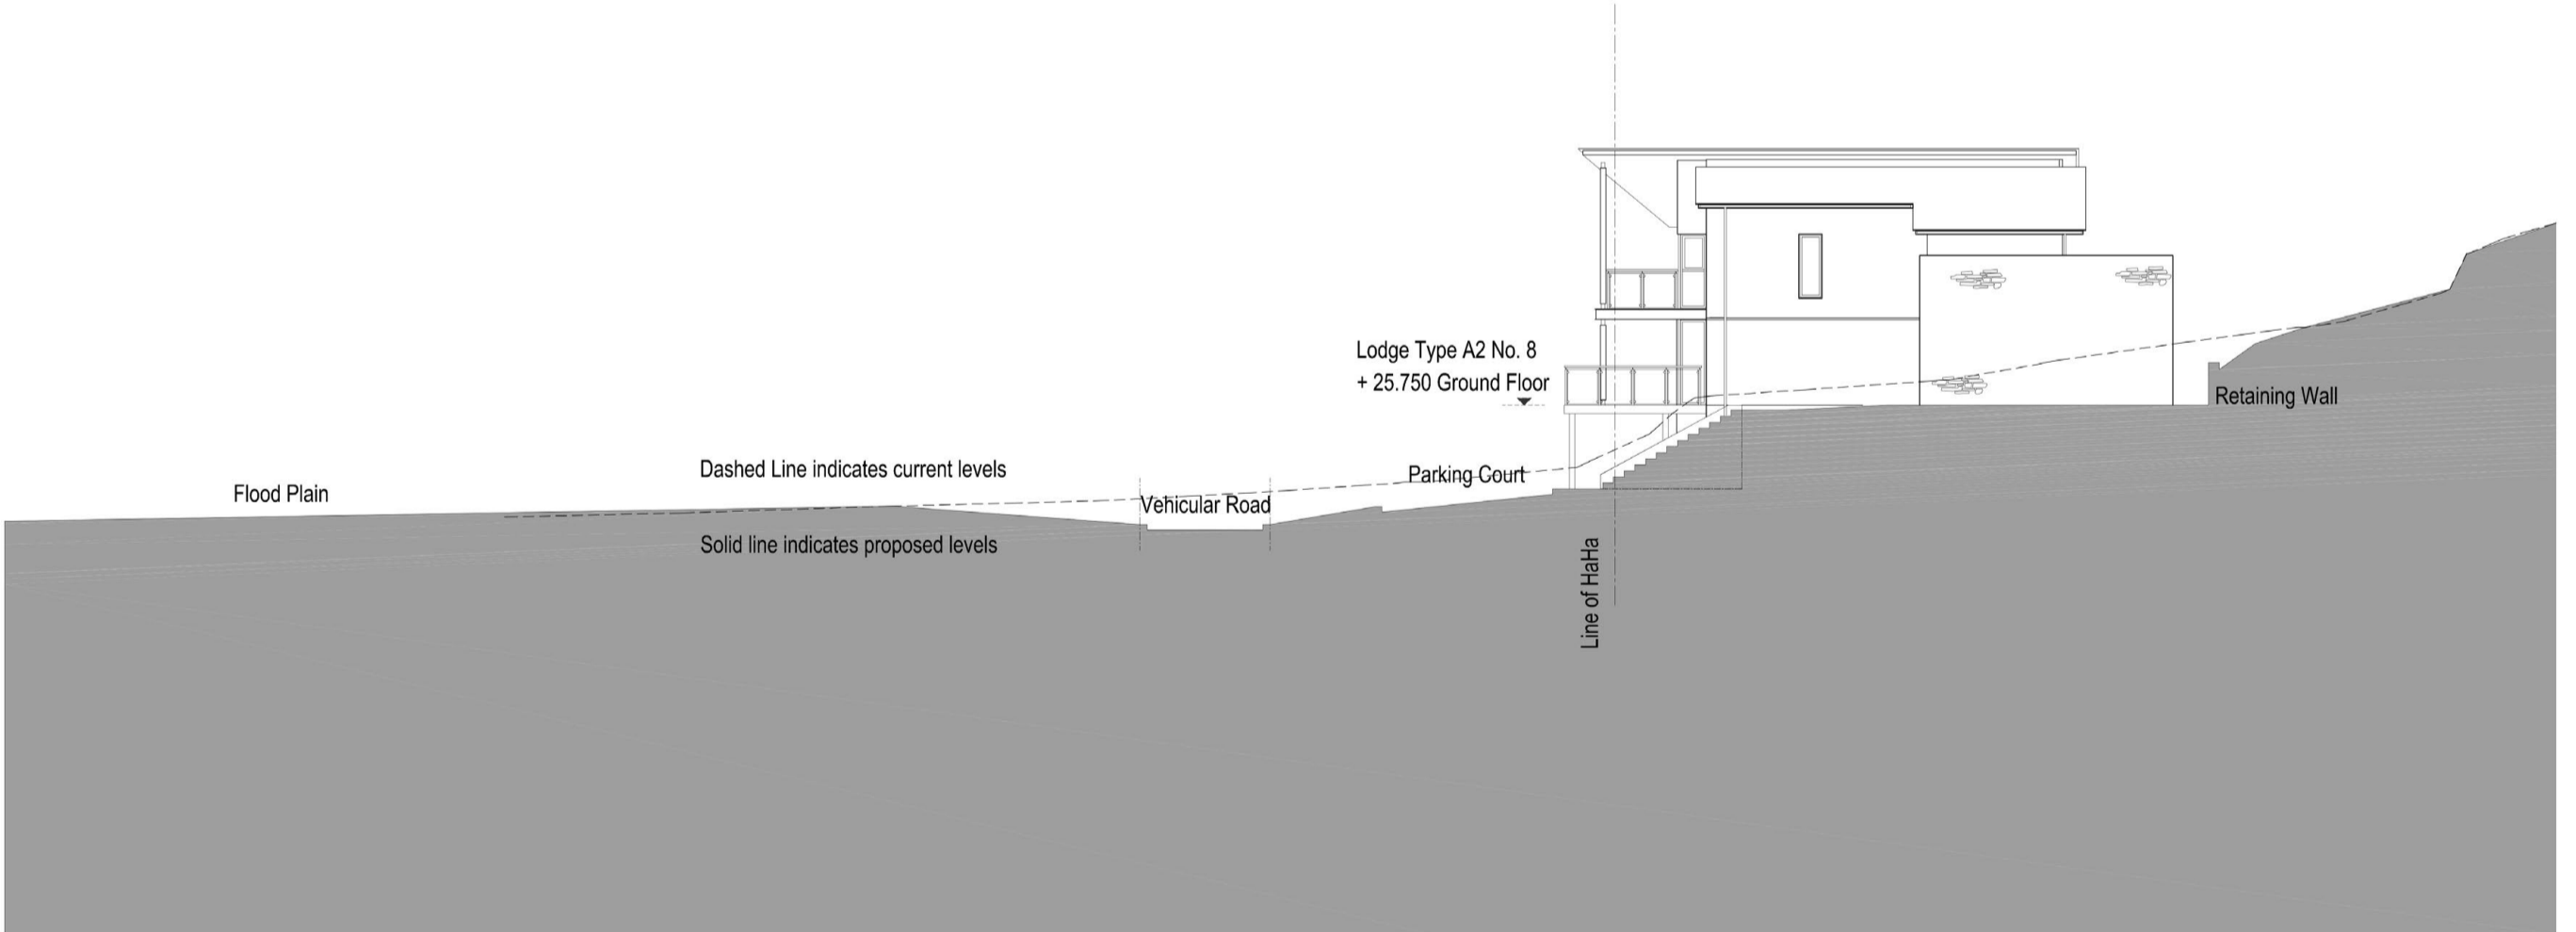 Lodge Type A2 No. 8
+ 25.750 Ground Floor
Retaining Wall
Dashed Line indicates current levels
Parking Court
Flood Plain
Vehicular Road
Solid line indicates proposed levels
Line of HaHa